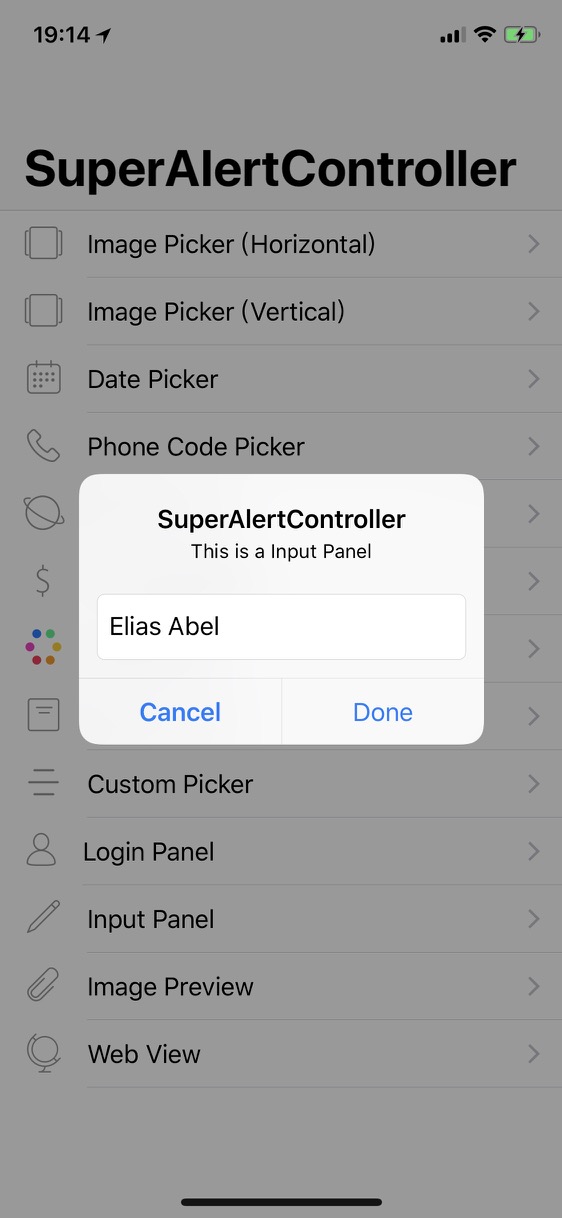 19:14
SuperAlertController
Image Picker (Horizontal)
Image Picker (Vertical)
Date Picker
Phone Code Picker
SuperAlertController
This is a Input Panel
Elias Abel
Cancel
Done
Custom Picker
Login Panel
Input Panel
Image Preview
Web View